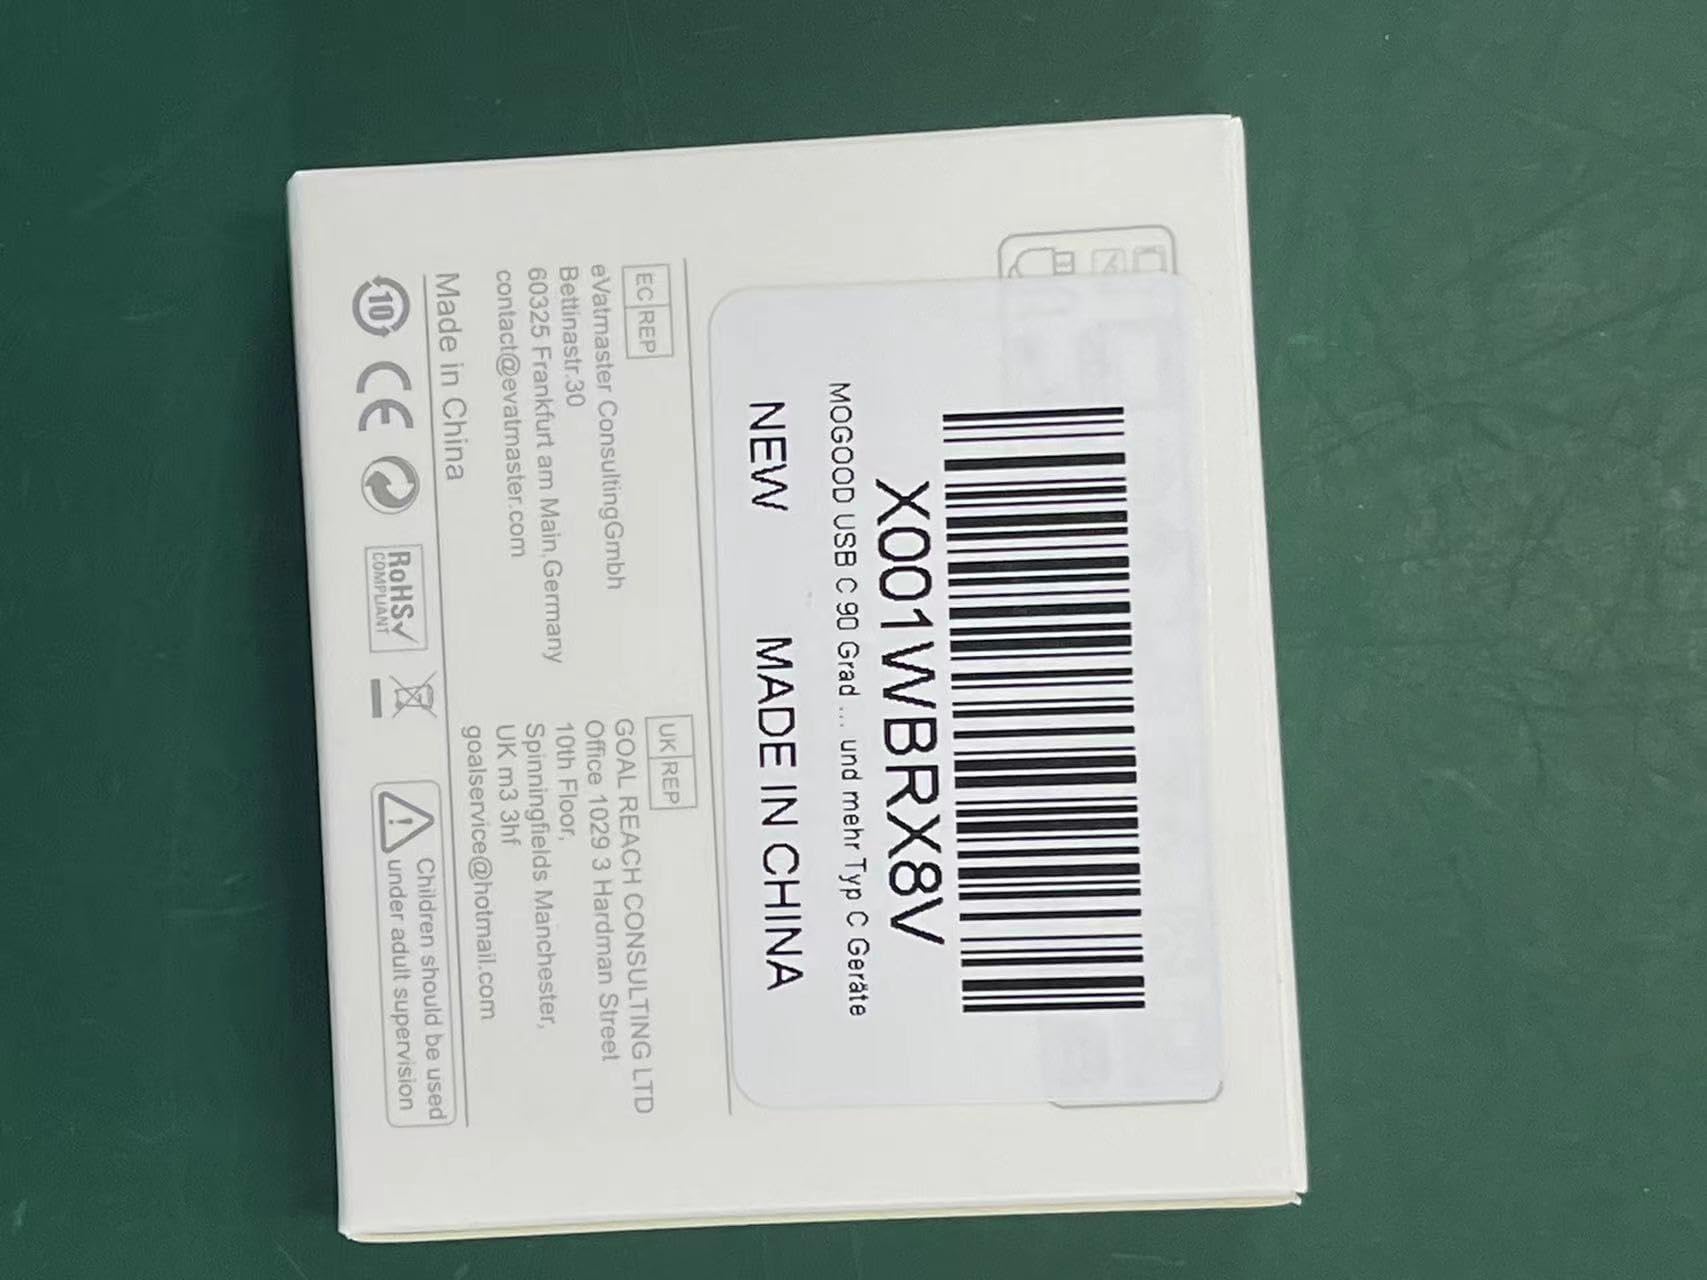 X001WBRX8V
MOGOOD USB C 90 Grad ... und mehr Typ C Geräte
NEW MADE IN CHINA
EC REP
eVatmaster ConsultingGmbh
Bettinastr.30
60325 Frankfurt am Main,Germany
contact@evatmaster.com
UK REP
GOAL REACH CONSULTING LTD
Office 1029 3 Hardman Street
10th Floor,
Spinningfields Manchester,
UK m3 3hf
goalservice@hotmail.com
Made in China
10 CE
RoHS
COMPLIANT
Children should be used
under adult supervision